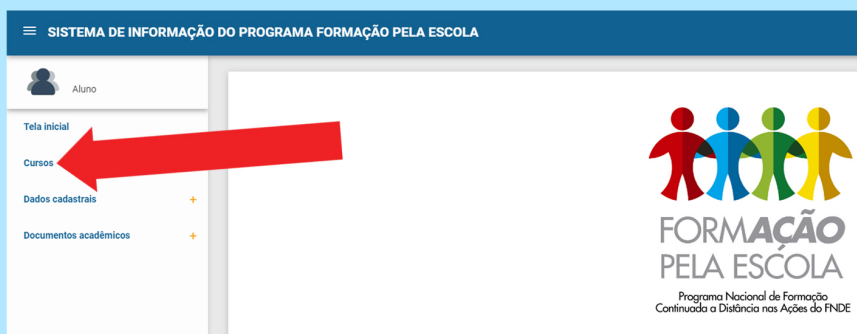 SISTEMA DE INFORMAÇÃO DO PROGRAMA FORMAÇÃO PELA ESCOLA
Aluno
Tela inicial
Cursos
Dados cadastrais +
Documentos acadêmicos +
FORMAÇÃO
PELA ESCOLA
Programa Nacional de Formação
Continuada a Distância nas Ações do FNDE